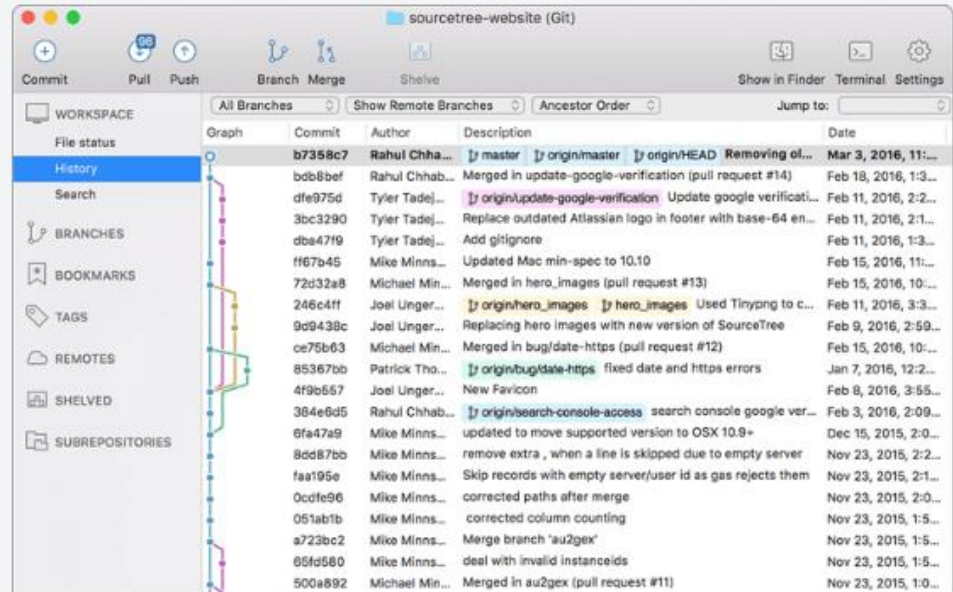 sourcetree-website (Git)
98
Commit Pull Push Branch Merge Shelve Show in Finder Terminal Settings
WORKSPACE
File status
History
Search
BRANCHES
BOOKMARKS
TAGS
REMOTES
SHELVED
SUBREPOSITORIES
All Branches Show Remote Branches Ancestor Order Jump to:
Graph Commit Author Description Date
b7358c7 Rahul Chha... master origin/master origin/HEAD Removing ol... Mar 3, 2016, 11:...
bdb8bef Rahul Chhab... Merged in update-google-verification (pull request #14) Feb 18, 2016, 1:3...
dfe975d Tyler Tadej... origin/update-google-verification Update google verificati... Feb 11, 2016, 2:2...
3bc3290 Tyler Tadej... Replace outdated Atlassian logo in footer with base-64 en... Feb 11, 2016, 2:1...
dba47f9 Tyler Tadej... Add gitignore Feb 11, 2016, 1:3...
ff67b45 Mike Minns... Updated Mac min-spec to 10.10 Feb 15, 2016, 11:...
72d32a8 Michael Min... Merged in hero_images (pull request #13) Feb 15, 2016, 10:...
246c4ff Joel Unger... origin/hero_images hero_images Used Tinypng to c... Feb 11, 2016, 3:3...
9d9438c Joel Unger... Replacing hero images with new version of SourceTree Feb 9, 2016, 2:59...
ce75b63 Michael Min... Merged in bug/date-https (pull request #12) Feb 15, 2016, 10:...
85367bb Patrick Tho... origin/bug/date-https fixed date and https errors Jan 7, 2016, 12:2...
4f9b557 Joel Unger... New Favicon Feb 8, 2016, 3:55...
384e6d5 Rahul Chhab... origin/search-console-access search console google ver... Feb 3, 2016, 2:09...
6fa47a9 Mike Minns... updated to move supported version to OSX 10.9+ Dec 15, 2015, 2:0...
8dd87bb Mike Minns... remove extra , when a line is skipped due to empty server Nov 23, 2015, 2:2...
faa195e Mike Minns... Skip records with empty server/user id as gas rejects them Nov 23, 2015, 2:1...
0cdfe96 Mike Minns... corrected paths after merge Nov 23, 2015, 2:0...
051ab1b Mike Minns... corrected column counting Nov 23, 2015, 1:5...
a723bc2 Mike Minns... Merge branch 'au2gex' Nov 23, 2015, 1:5...
65fd580 Mike Minns... deal with invalid instanceids Nov 23, 2015, 1:5...
500a892 Michael Min... Merged in au2gex (pull request #11) Nov 23, 2015, 1:0...